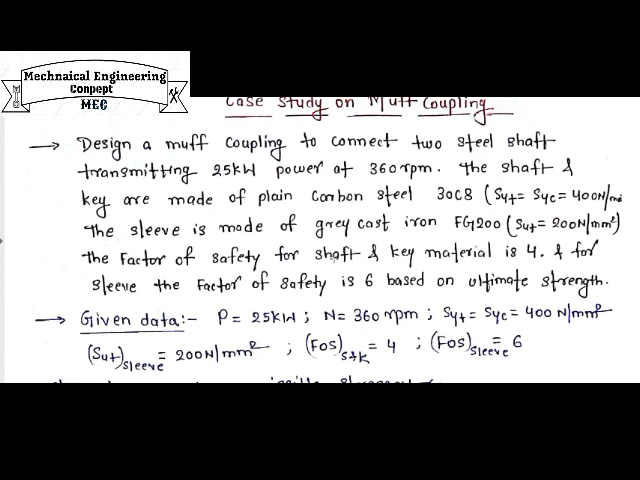 Mechnaical Engineering
Conpept
MEC
Case Study on Muff Coupling
→ Design a muff coupling to connect two steel shaft
transmitting 25kW power at 360rpm. The shaft &
key are made of plain carbon steel 30C8 (Syt = Syc = 400N/mm
The sleeve is made of grey cast iron FG200 (Sut = 200N/mm²)
the factor of safety for shaft & key material is 4. & for
sleeve the factor of safety is 6 based on ultimate strength.
→ Given data:- P = 25kW ; N = 360 rpm ; Syt = Syc = 400 N/mm²
(Sut)sleeve = 200N/mm² ; (FOS)S&K = 4 ; (FOS)sleeve = 6